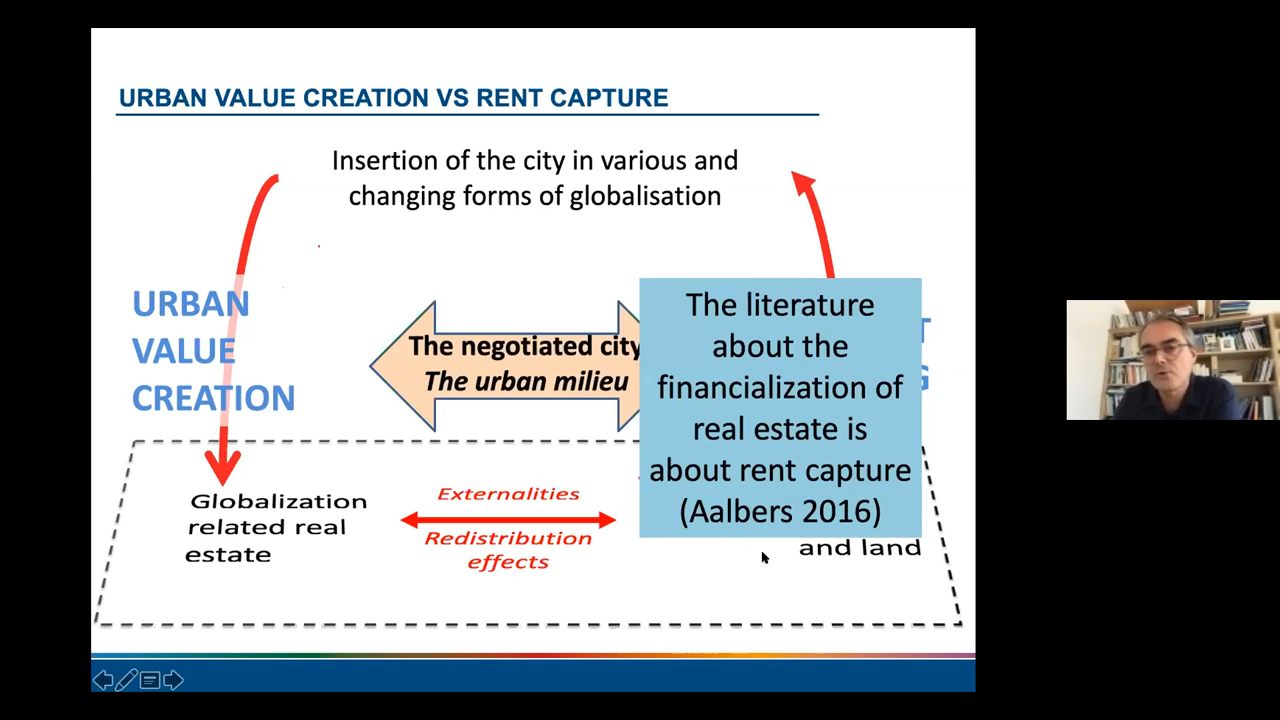 URBAN VALUE CREATION VS RENT CAPTURE
Insertion of the city in various and
changing forms of globalisation
URBAN
VALUE
CREATION
The negotiated city
The urban milieu
The literature
about the
financialization of
real estate is
about rent capture
(Aalbers 2016)
Globalization
related real
estate
Externalities
Redistribution
effects
and land